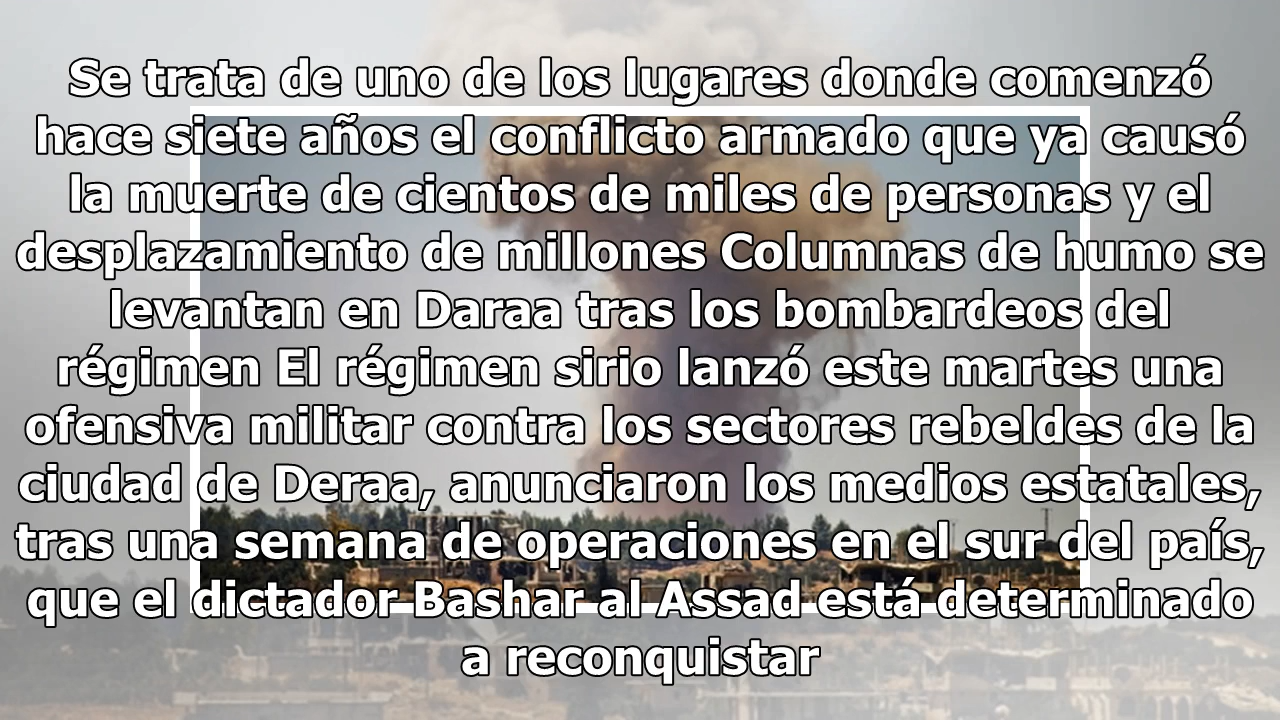 Se trata de uno de los lugares donde comenzó
hace siete años el conflicto armado que ya causó
la muerte de cientos de miles de personas y el
desplazamiento de millones Columnas de humo se
levantan en Daraa tras los bombardeos del
régimen El régimen sirio lanzó este martes una
ofensiva militar contra los sectores rebeldes de la
ciudad de Deraa, anunciaron los medios estatales,
tras una semana de operaciones en el sur del país,
que el dictador Bashar al Assad está determinado
a reconquistar